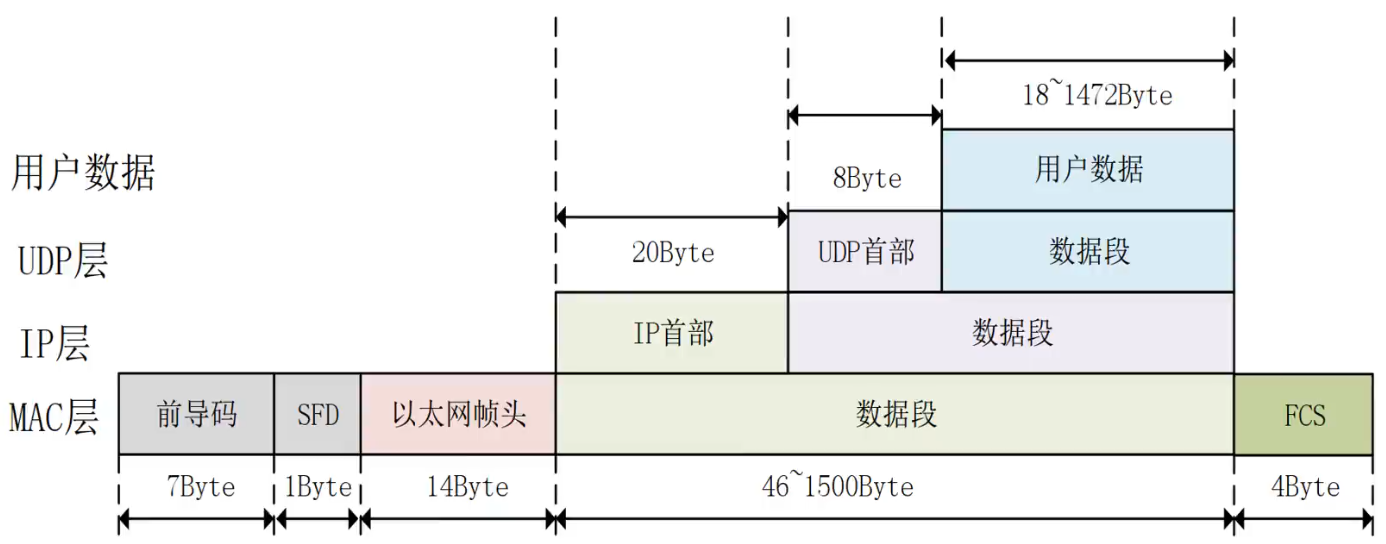 18~1472Byte
用户数据
8Byte
用户数据
UDP层
20Byte
UDP首部
数据段
IP层
IP首部
数据段
MAC层
前导码
SFD
以太网帧头
数据段
FCS
7Byte
1Byte
14Byte
46~1500Byte
4Byte